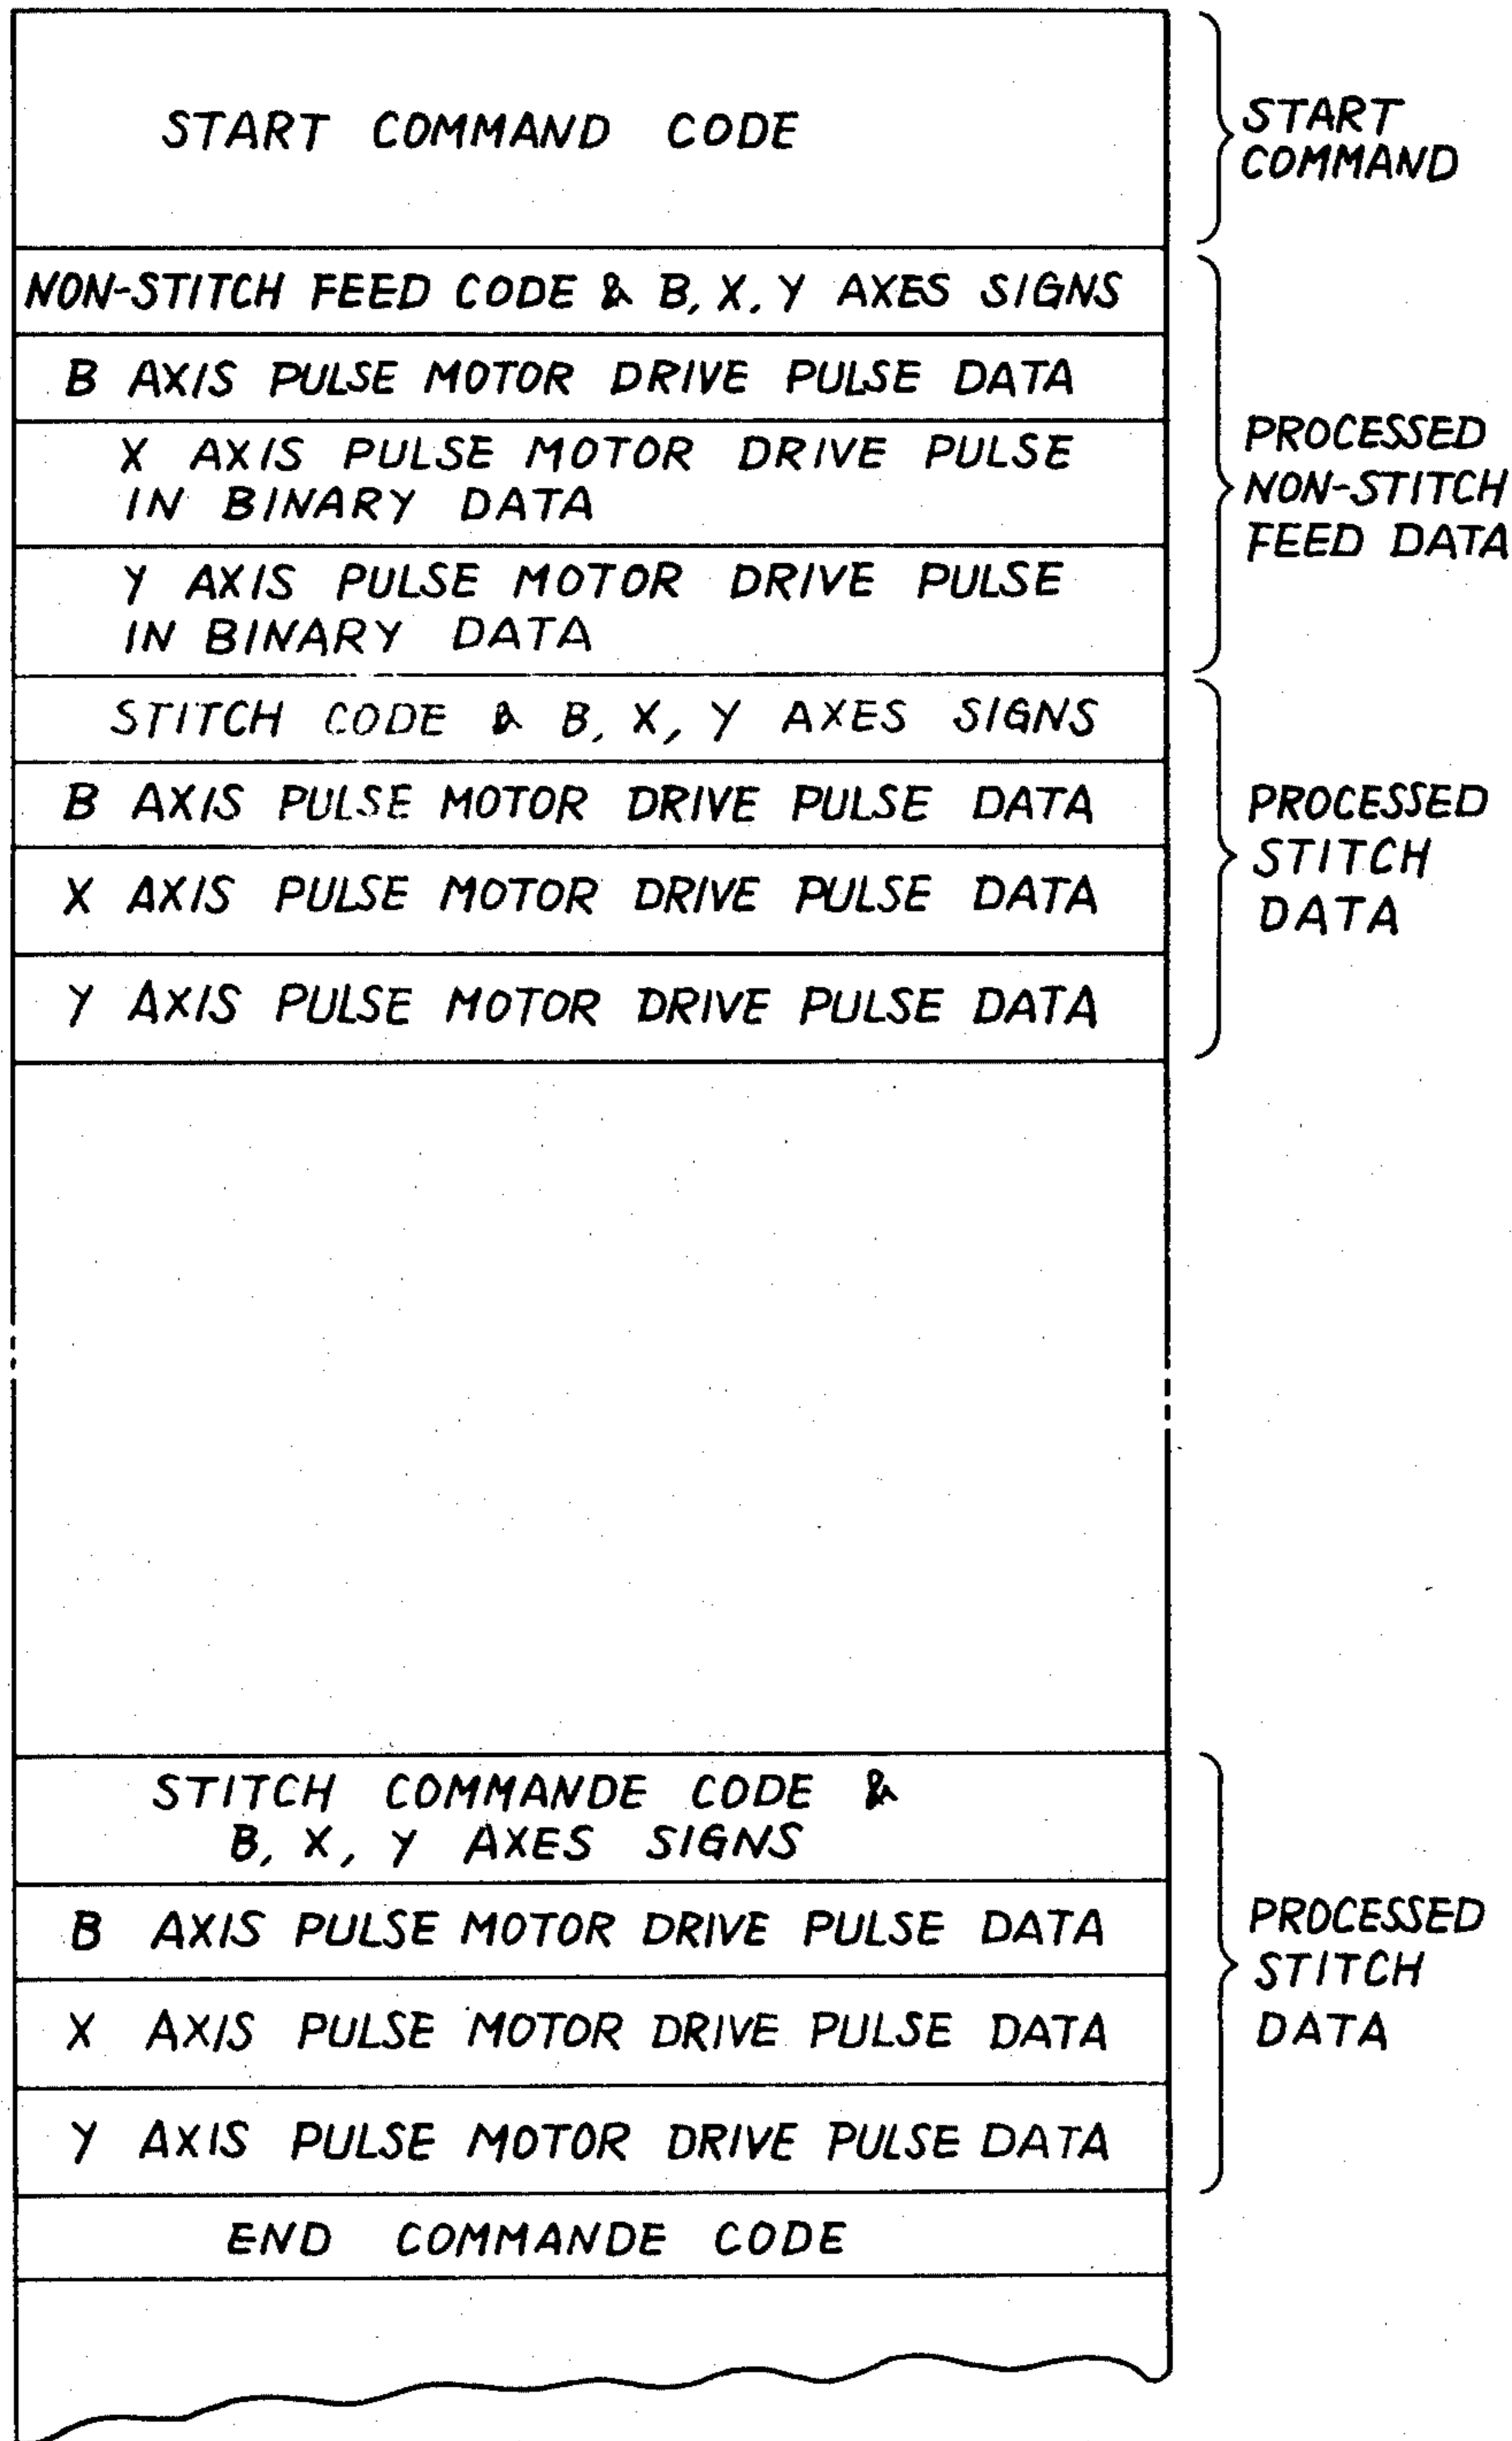 START COMMAND CODE
START
COMMAND
NON-STITCH FEED CODE & B, X, Y AXES SIGNS
B AXIS PULSE MOTOR DRIVE PULSE DATA
X AXIS PULSE MOTOR DRIVE PULSE
IN BINARY DATA
Y AXIS PULSE MOTOR DRIVE PULSE
IN BINARY DATA
PROCESSED
NON-STITCH
FEED DATA
STITCH CODE & B, X, Y AXES SIGNS
B AXIS PULSE MOTOR DRIVE PULSE DATA
X AXIS PULSE MOTOR DRIVE PULSE DATA
Y AXIS PULSE MOTOR DRIVE PULSE DATA
PROCESSED
STITCH
DATA
STITCH COMMANDE CODE &
B, X, Y AXES SIGNS
B AXIS PULSE MOTOR DRIVE PULSE DATA
X AXIS PULSE MOTOR DRIVE PULSE DATA
Y AXIS PULSE MOTOR DRIVE PULSE DATA
PROCESSED
STITCH
DATA
END COMMANDE CODE